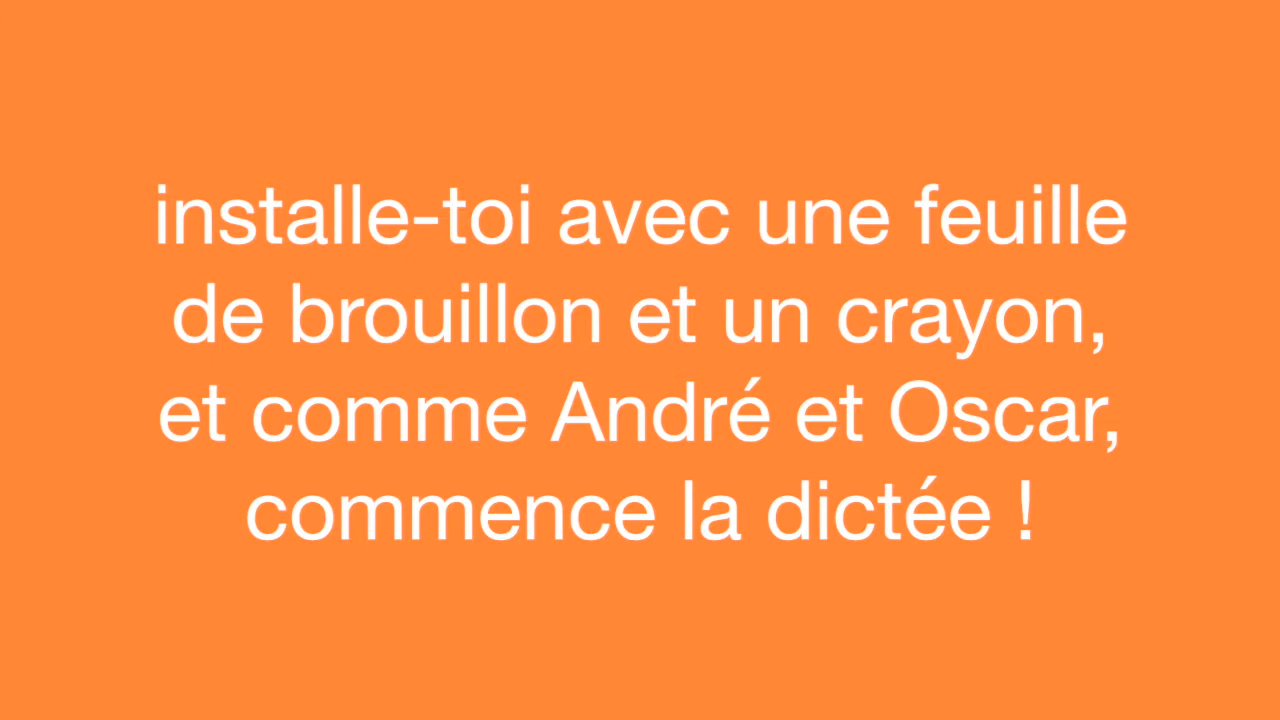 installe-toi avec une feuille
de brouillon et un crayon,
et comme André et Oscar,
commence la dictée !